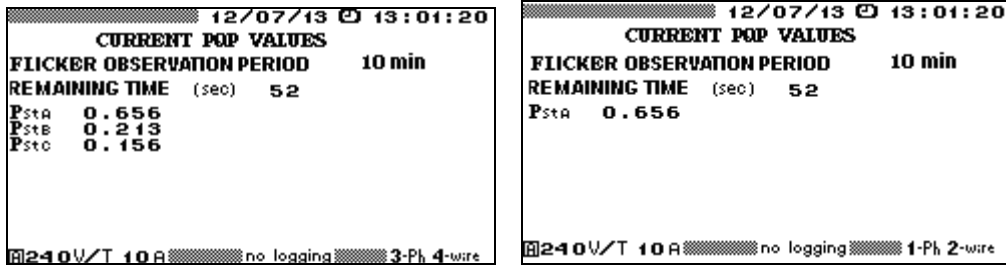 12/07/13 13:01:20
CURRENT PQP VALUES
FLICKER OBSERVATION PERIOD 10 min
REMAINING TIME (sec) 52
PstA 0.656
PstB 0.213
PstC 0.156
A 240V/T 10A no logging 3-Ph 4-wire
12/07/13 13:01:20
CURRENT PQP VALUES
FLICKER OBSERVATION PERIOD 10 min
REMAINING TIME (sec) 52
PstA 0.656
A 240V/T 10A no logging 1-Ph 2-wire